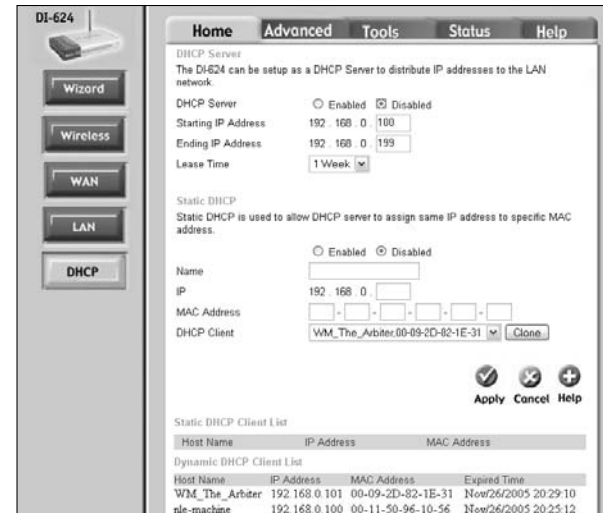 DI-624
Home Advanced Tools Status Help
Wizard
Wireless
WAN
LAN
DHCP
DHCP Server
The DI-624 can be setup as a DHCP Server to distribute IP addresses to the LAN
network.
DHCP Server Enabled Disabled
Starting IP Address 192 . 168 . 0 . 100
Ending IP Address 192 . 168 . 0 . 199
Lease Time 1 Week
Static DHCP
Static DHCP is used to allow DHCP server to assign same IP address to specific MAC
address.
Enabled Disabled
Name
IP 192 . 168 . 0 .
MAC Address - - - - -
DHCP Client WM_The_Arbiter,00-09-2D-82-1E-31 Clone
Apply Cancel Help
Static DHCP Client List
Host Name IP Address MAC Address
Dynamic DHCP Client List
Host Name IP Address MAC Address Expired Time
WM_The_Arbiter 192.168.0.101 00-09-2D-82-1E-31 Nov/26/2005 20:29:10
nle-machine 192.168.0.100 00-11-50-96-10-56 Nov/26/2005 20:25:12